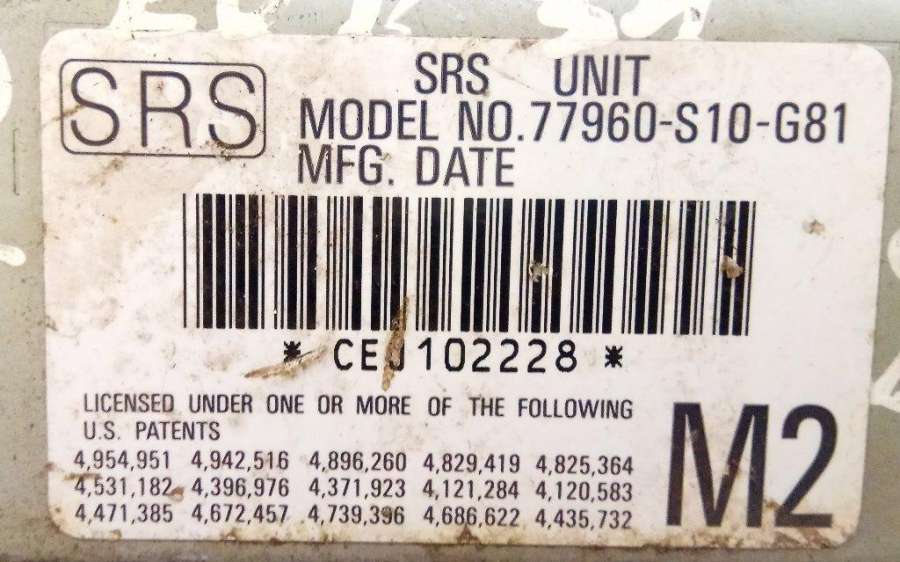 SRS
SRS UNIT
MODEL NO.77960-S10-G81
MFG. DATE
* CEJ102228 *
LICENSED UNDER ONE OR MORE OF THE FOLLOWING
U.S. PATENTS
4,954,951 4,942,516 4,896,260 4,829,419 4,825,364
4,531,182 4,396,976 4,371,923 4,121,284 4,120,583
4,471,385 4,672,457 4,739,396 4,686,622 4,435,732
M2